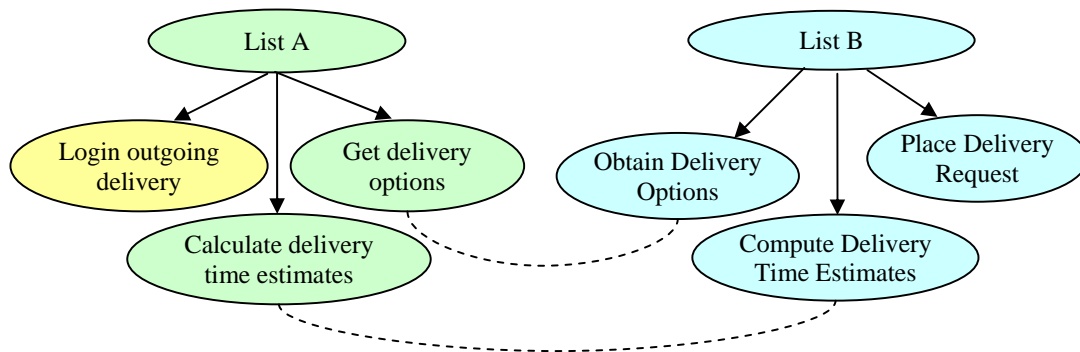 List A
List B
Login outgoing
delivery
Get delivery
options
Obtain Delivery
Options
Place Delivery
Request
Calculate delivery
time estimates
Compute Delivery
Time Estimates